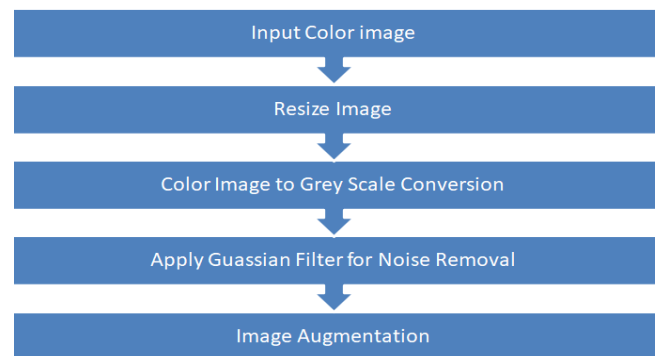 Input Color image
Resize Image
Color Image to Grey Scale Conversion
Apply Guassian Filter for Noise Removal
Image Augmentation